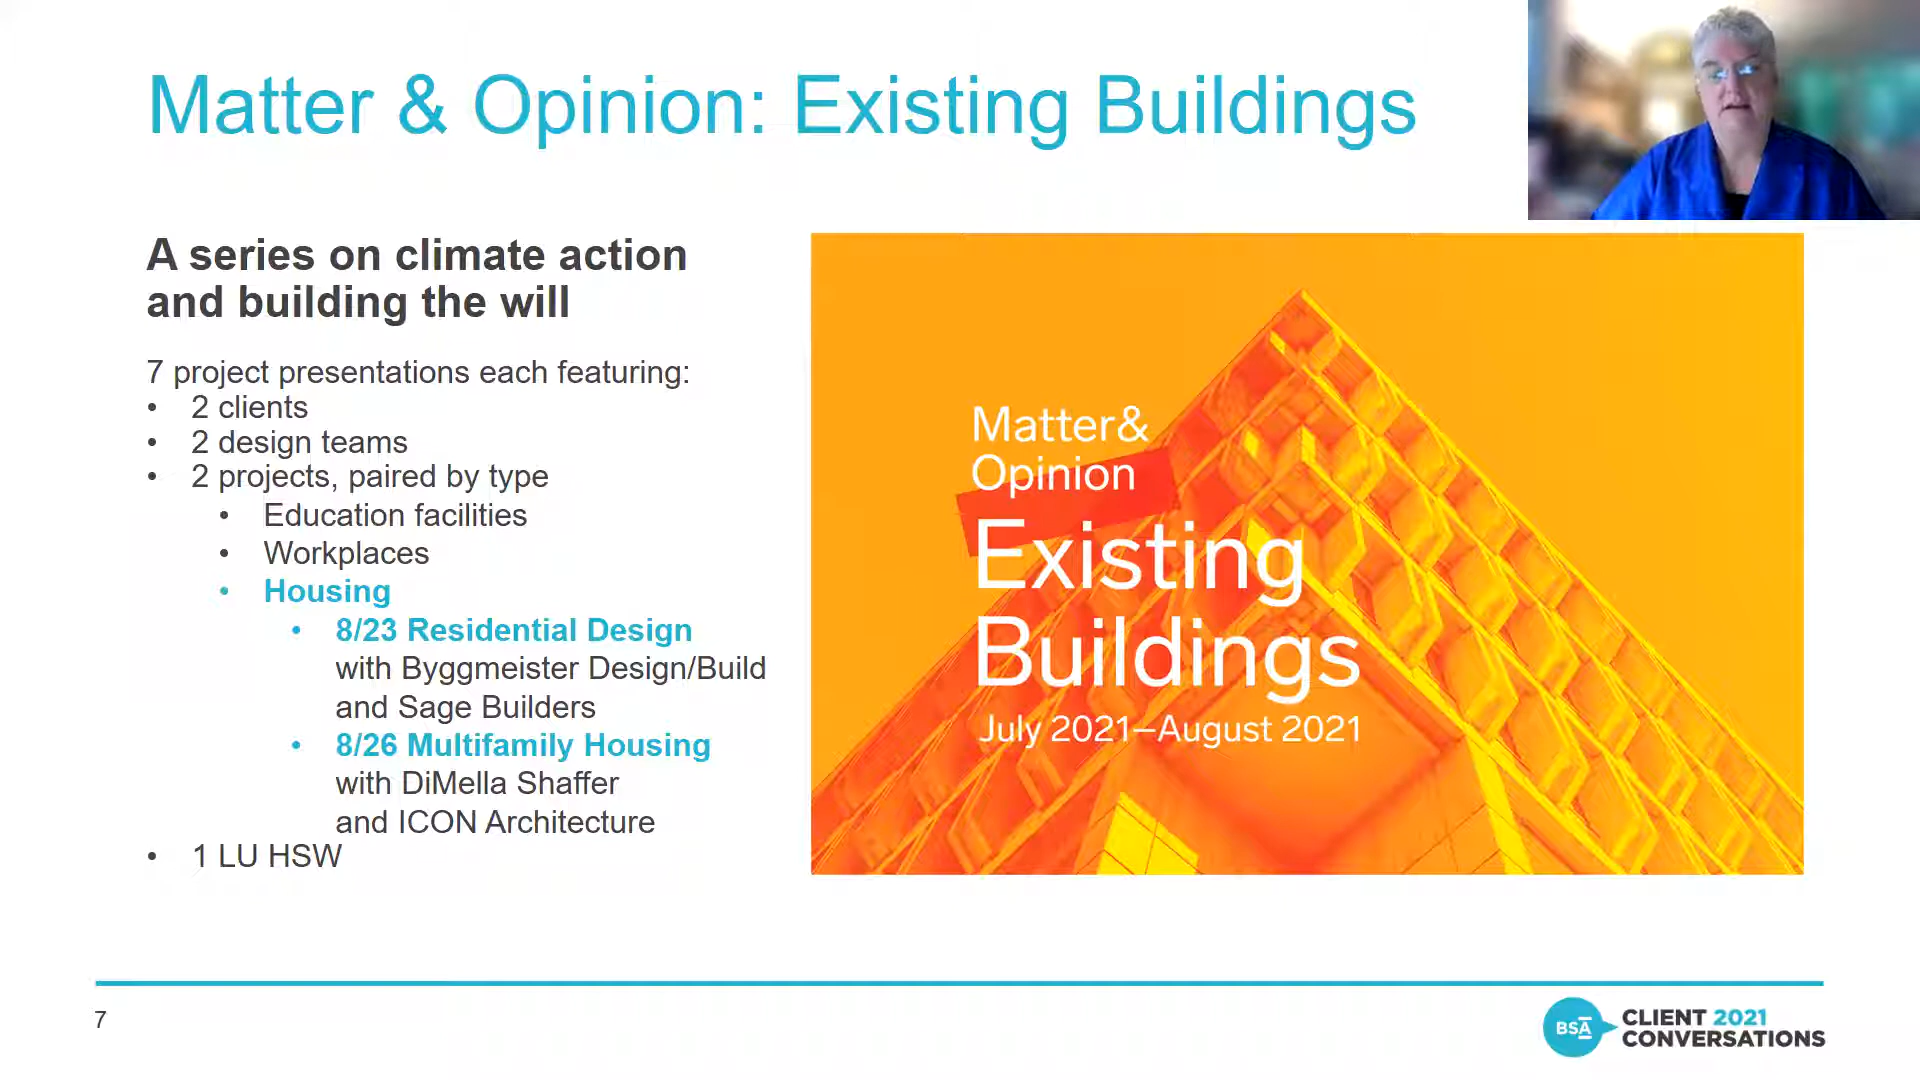 Matter & Opinion: Existing Buildings
A series on climate action
and building the will
7 project presentations each featuring:
• 2 clients
• 2 design teams
• 2 projects, paired by type
• Education facilities
• Workplaces
• Housing
• 8/23 Residential Design
with Byggmeister Design/Build
and Sage Builders
• 8/26 Multifamily Housing
with DiMella Shaffer
and ICON Architecture
• 1 LU HSW
Matter&
Opinion
Existing
Buildings
July 2021—August 2021
7
BSA
CLIENT 2021
CONVERSATIONS